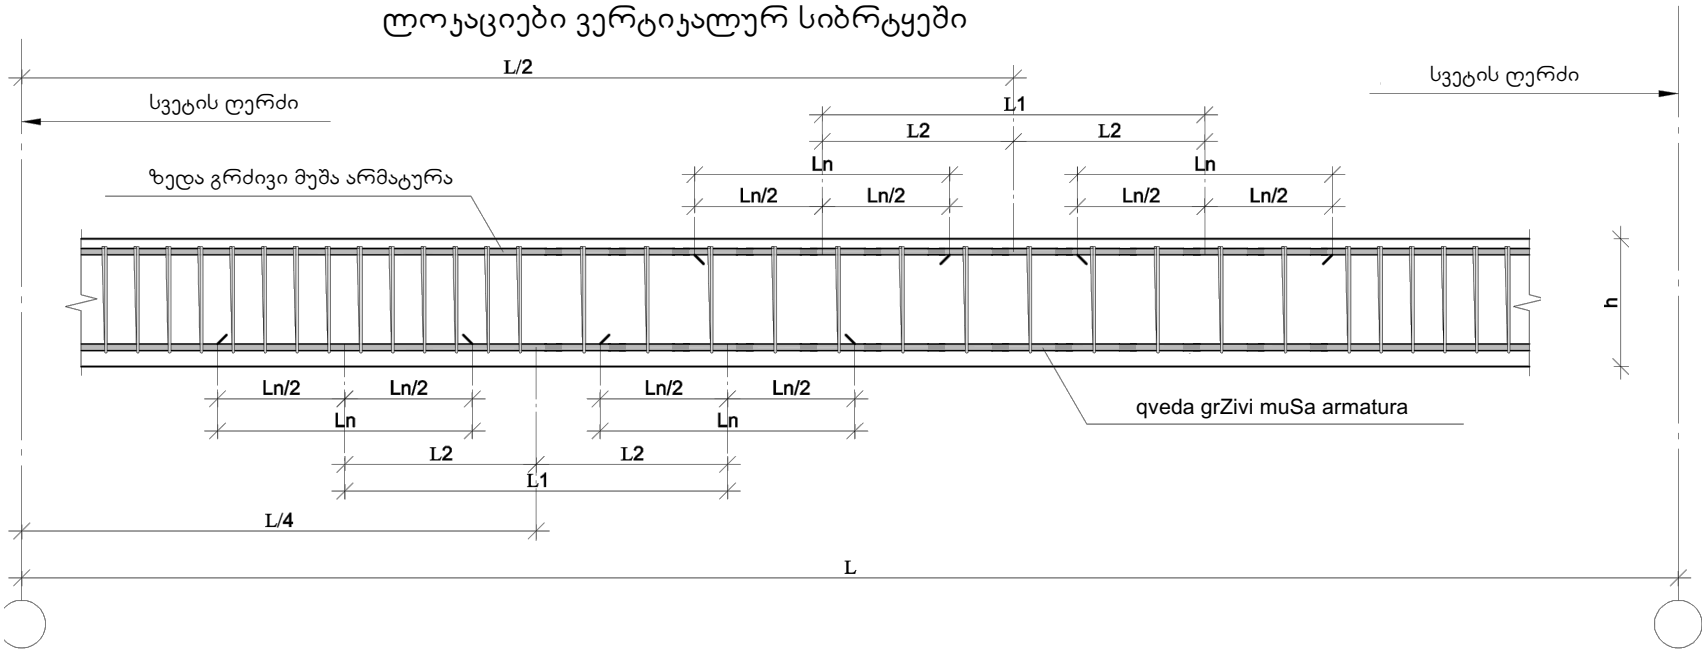 ლოკაციები ვერტიკალურ სიბრტყეში
L/2
სვეტის ღერძი
სვეტის ღერძი
L1
L2 L2
Ln Ln
ზედა გრძივი მუშა არმატურა
Ln/2 Ln/2 Ln/2 Ln/2
h
Ln/2 Ln/2 Ln/2 Ln/2
qveda grZivi muSa armatura
Ln Ln
L2 L2
L1
L/4
L